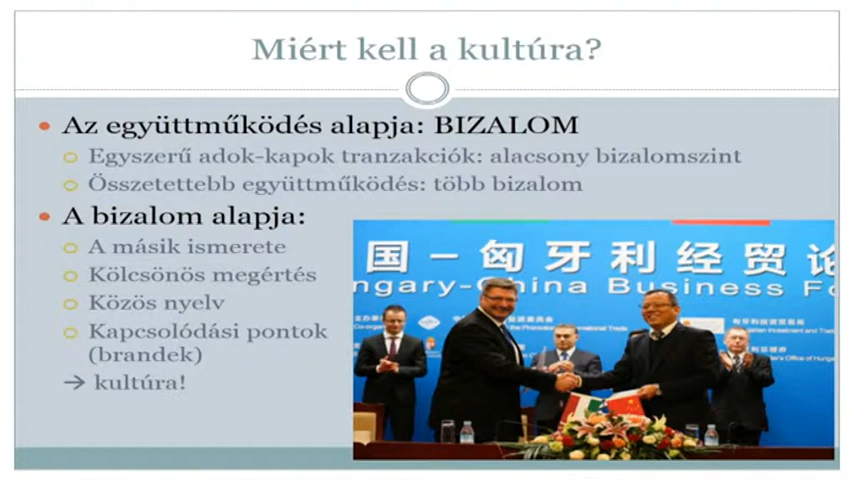 Miért kell a kultúra?
Az együttműködés alapja: BIZALOM
Egyszerű adok-kapok tranzakciók: alacsony bizalomszint
Összetettebb együttműködés: több bizalom
A bizalom alapja:
A másik ismerete
Kölcsönös megértés
Közös nyelv
Kapcsolódási pontok
(brandek)
→ kultúra!
国－匈牙利经贸论
ngary-China Business Fo